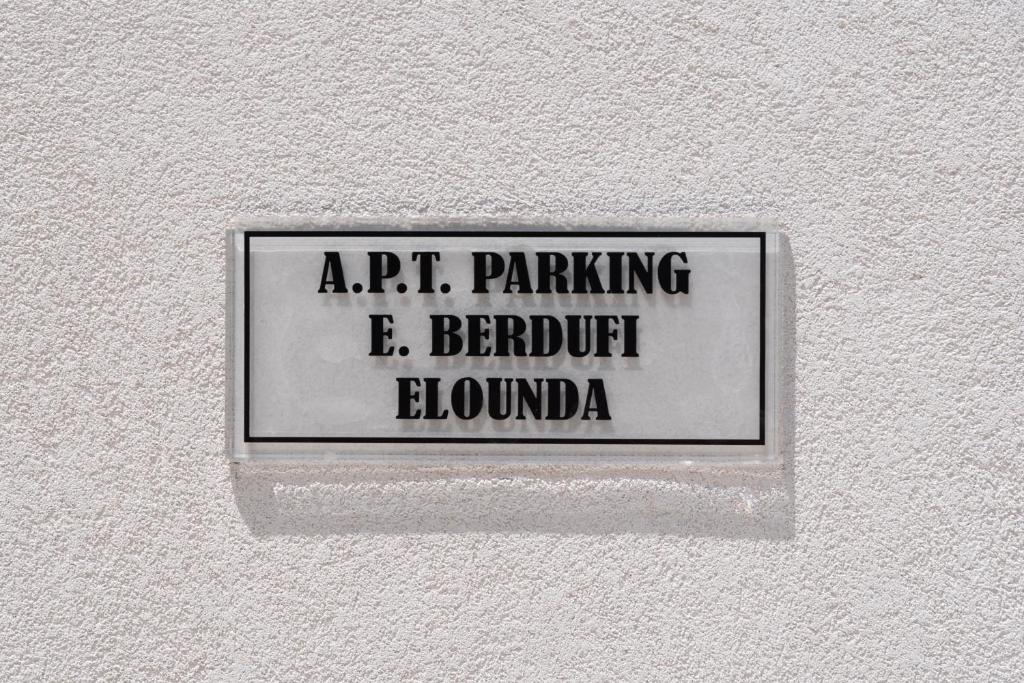 A.P.T. PARKING
E. BERDUFI
ELOUNDA